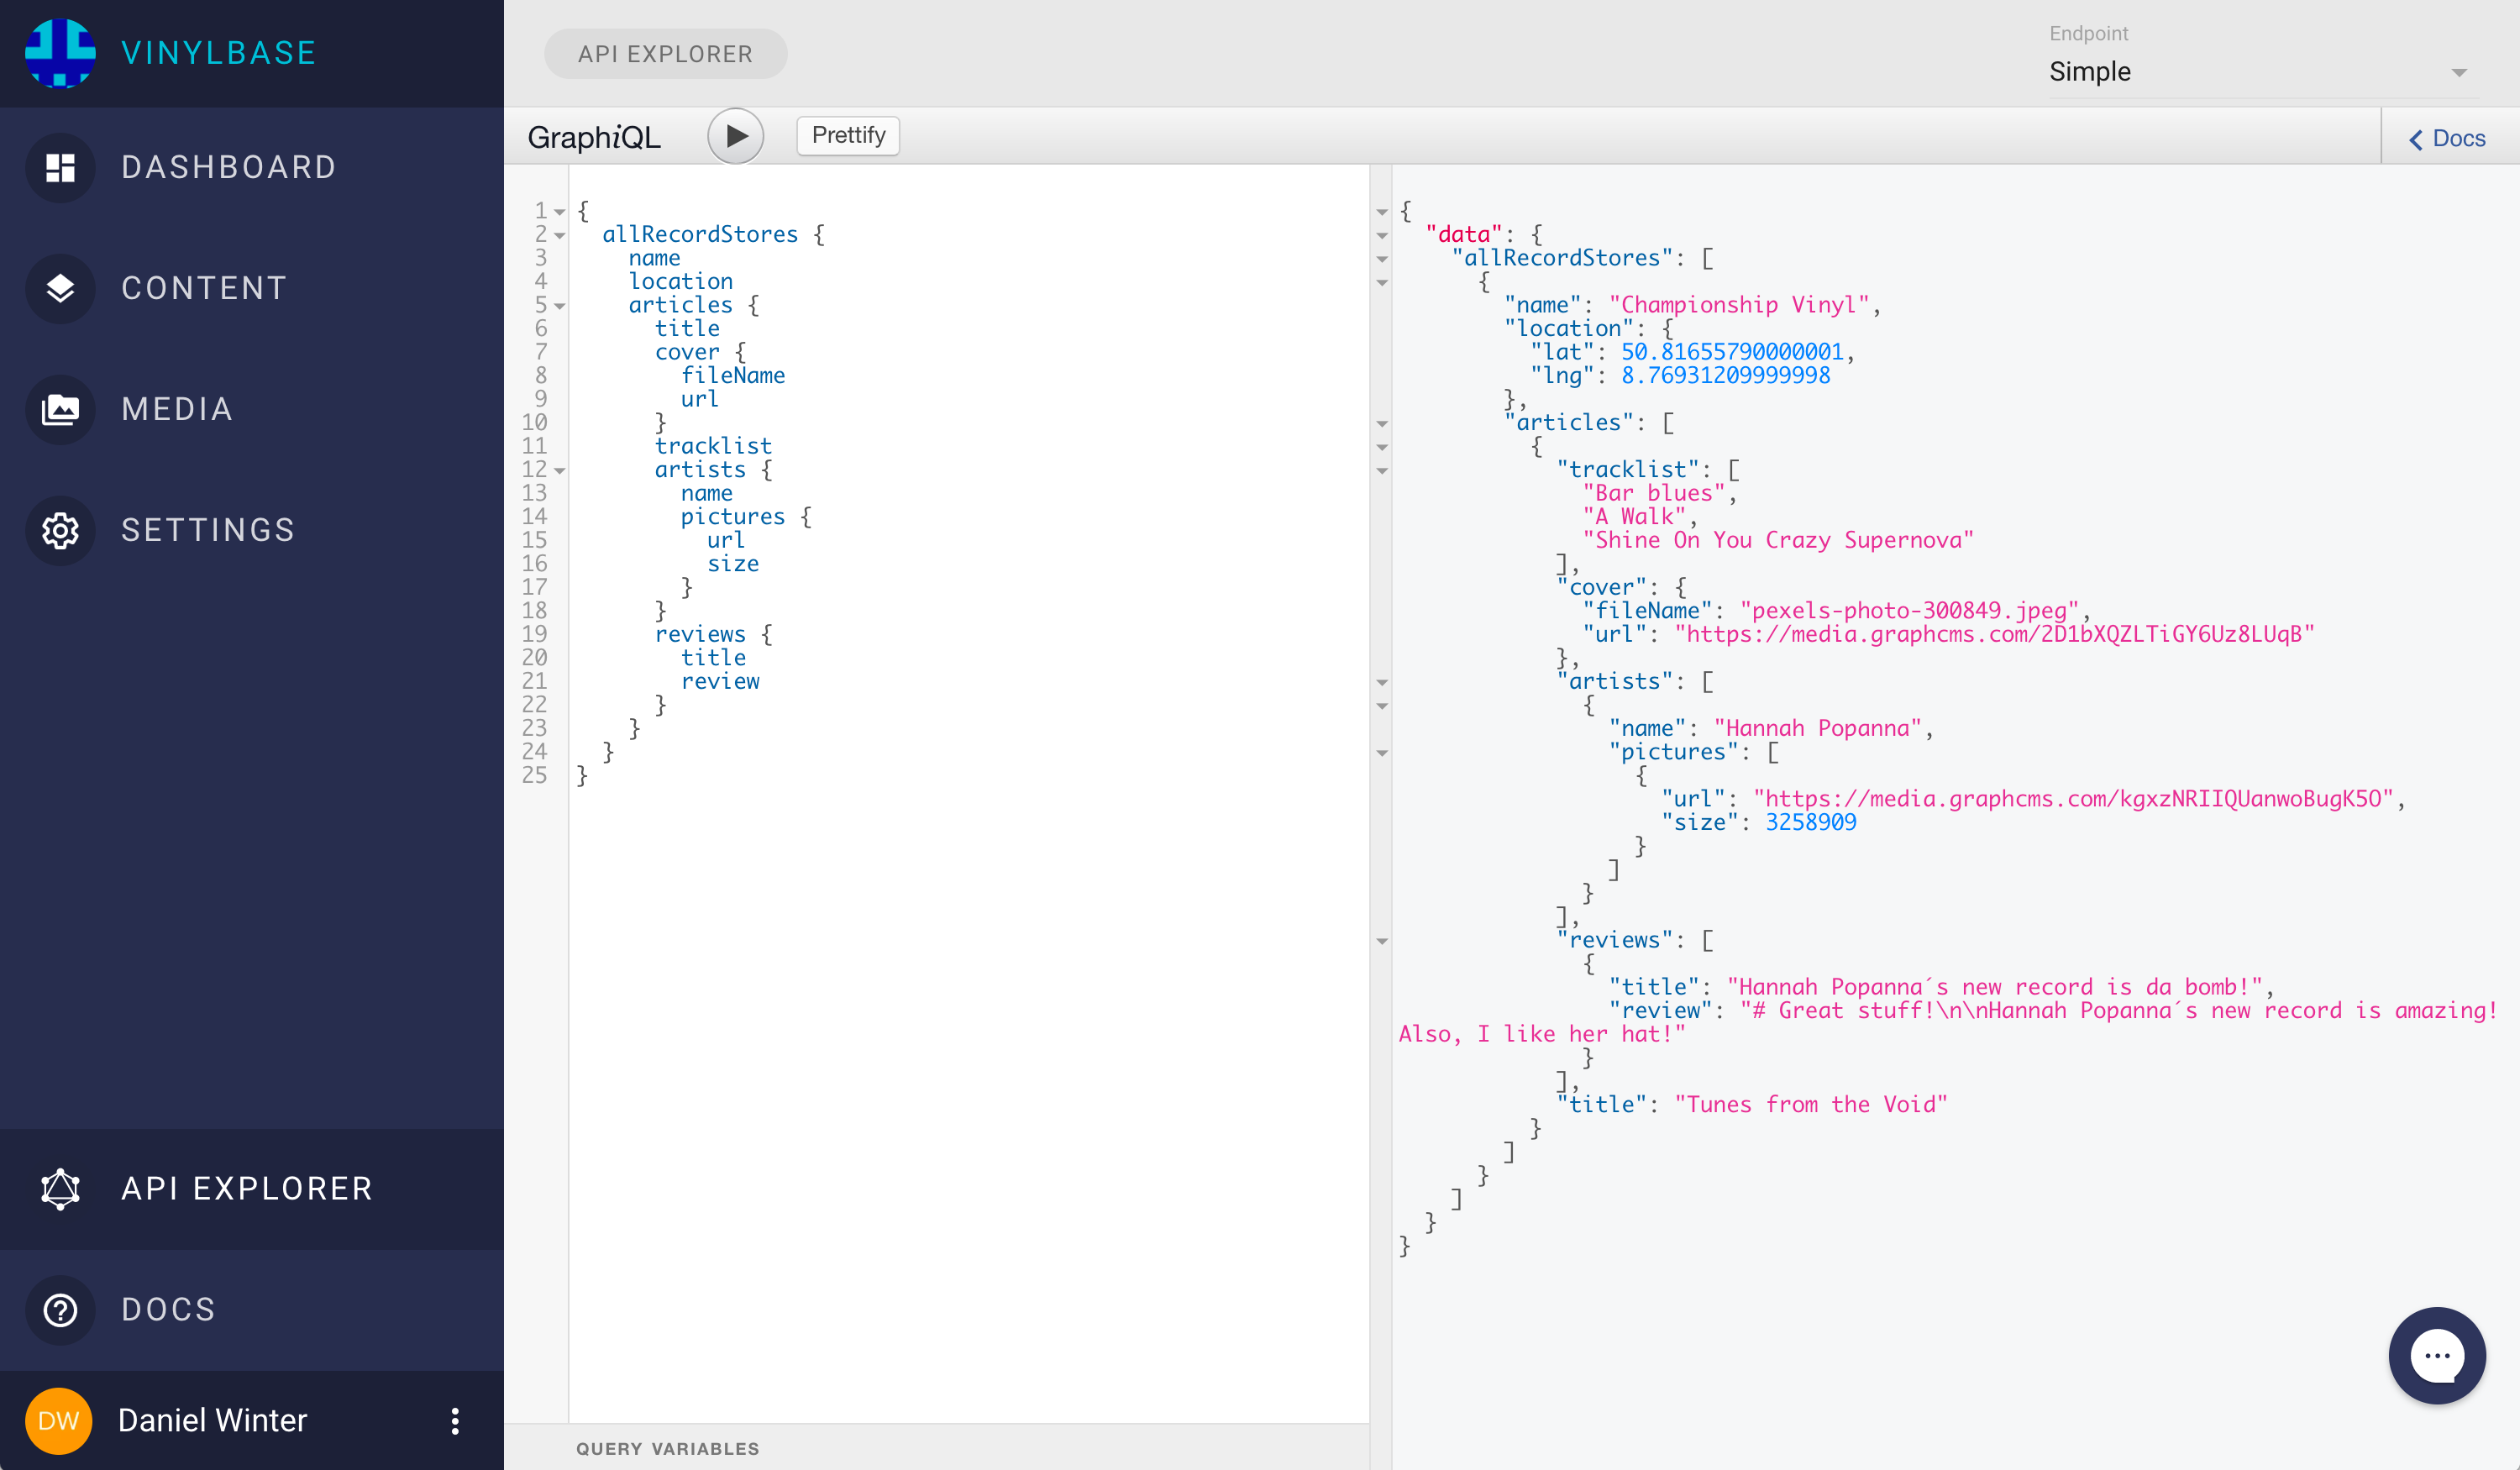 VINYLBASE
DASHBOARD
CONTENT
MEDIA
SETTINGS
API EXPLORER
DOCS
DW Daniel Winter
API EXPLORER
Endpoint
Simple
GraphiQL
Prettify
Docs
1 {
2 allRecordStores {
3 name
4 location
5 articles {
6 title
7 cover {
8 fileName
9 url
10 }
11 tracklist
12 artists {
13 name
14 pictures {
15 url
16 size
17 }
18 }
19 reviews {
20 title
21 review
22 }
23 }
24 }
25 }
QUERY VARIABLES
{
"data": {
"allRecordStores": [
{
"name": "Championship Vinyl",
"location": {
"lat": 50.81655790000001,
"lng": 8.76931209999998
},
"articles": [
{
"tracklist": [
"Bar blues",
"A Walk",
"Shine On You Crazy Supernova"
],
"cover": {
"fileName": "pexels-photo-300849.jpeg",
"url": "https://media.graphcms.com/2D1bXQZLTiGY6Uz8LUqB"
},
"artists": [
{
"name": "Hannah Popanna",
"pictures": [
{
"url": "https://media.graphcms.com/kgxzNRIIQUanwoBugK5O",
"size": 3258909
}
]
}
],
"reviews": [
{
"title": "Hannah Popanna´s new record is da bomb!",
"review": "# Great stuff!\n\nHannah Popanna´s new record is amazing!
Also, I like her hat!"
}
],
"title": "Tunes from the Void"
}
]
}
]
}
}